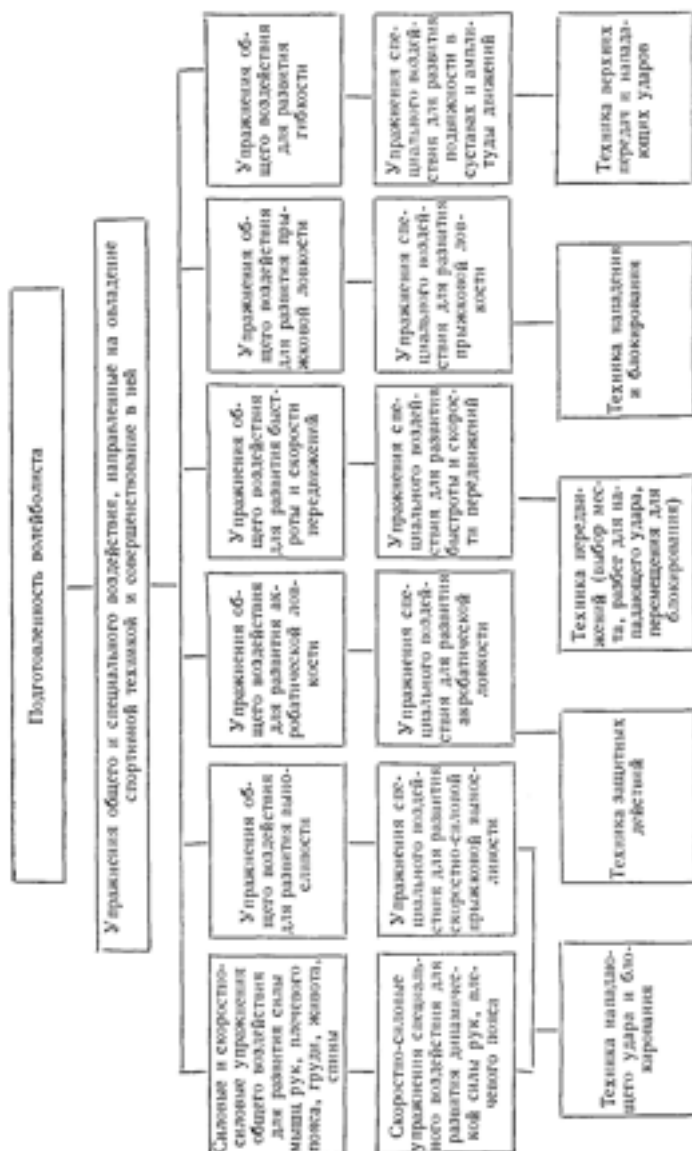 Подготовленность волейболиста
Упражнения общего и специального воздействия, направленные на овладение
спортивной техникой и совершенствование в ней
Силовые и скоростно-
силовые упражнения
общего воздействия
для развития силы
мышц рук, плечевого
пояса, груди, живота,
спины
Упражнения об-
щего воздействия
для развития выно-
сливости
Упражнения об-
щего воздействия
для развития ак-
робатической лов-
кости
Упражнения об-
щего воздействия
для развития быст-
роты и скорости
передвижений
Упражнения об-
щего воздействия
для развития пры-
жковой ловкости
Упражнения об-
щего воздействия
для развития
гибкости
Скоростно-силовые
упражнения специаль-
ного воздействия для
развития динамичес-
кой силы рук, пле-
чевого пояса
Упражнения спе-
циального воздей-
ствия для развития
скоростно-силовой
прыжковой вынос-
ливости
Упражнения спе-
циального воздей-
ствия для развития
акробатической
ловкости
Упражнения спе-
циального воздей-
ствия для развития
быстроты и скорос-
ти передвижений
Упражнения спе-
циального воздей-
ствия для развития
прыжковой лов-
кости
Упражнения спе-
циального воздей-
ствия для развития
подвижности в
суставах и ампли-
туды движений
Техника нападаю-
щего удара и бло-
кирования
Техника защитных
действий
Техника передви-
жений (выбор мес-
та, разбег для на-
падающего удара,
перемещения для
блокирования)
Техника нападения
и блокирования
Техника верхних
передач и напада-
ющих ударов